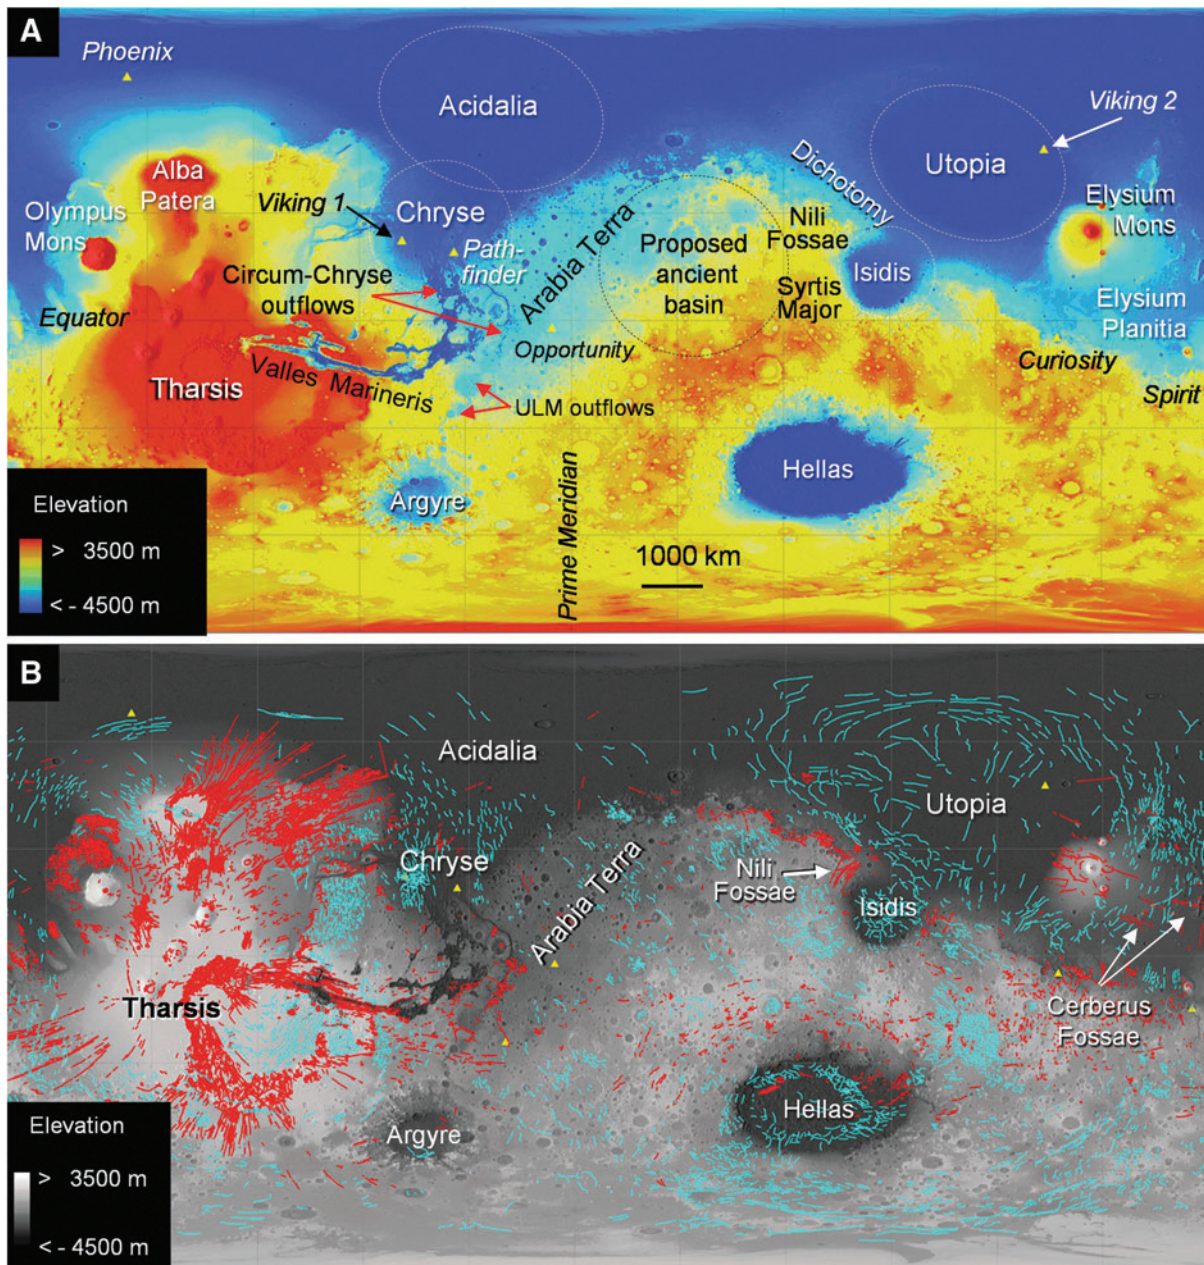 A
Phoenix
Acidalia
Viking 2
Utopia
Dichotomy
Alba
Patera
Olympus
Mons
Viking 1
Chryse
Path-
finder
Arabia Terra
Proposed
ancient
basin
Nili
Fossae
Elysium
Mons
Isidis
Circum-Chryse
outflows
Syrtis
Major
Elysium
Planitia
Equator
Opportunity
Curiosity
Valles Marineris
Tharsis
ULM outflows
Spirit
Hellas
Argyre
Prime Meridian
1000 km
Elevation
> 3500 m
< - 4500 m
B
Acidalia
Utopia
Chryse
Nili
Fossae
Arabia Terra
Isidis
Tharsis
Cerberus
Fossae
Hellas
Argyre
Elevation
> 3500 m
< - 4500 m